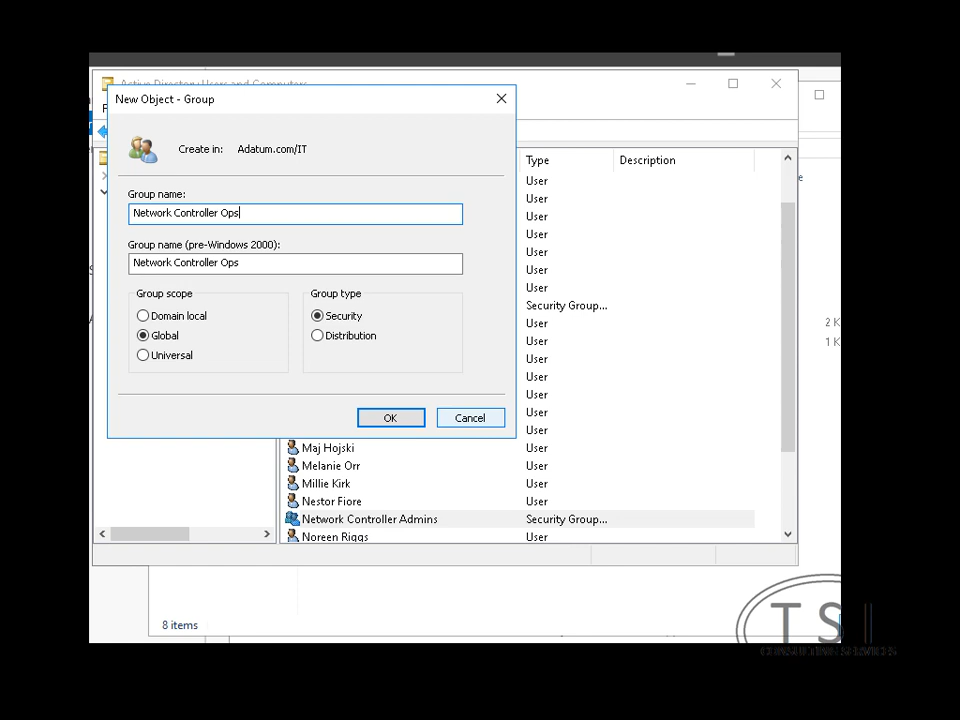 Active Directory Users and Computers
New Object - Group
Create in: Adatum.com/IT
Group name:
Network Controller Ops
Group name (pre-Windows 2000):
Network Controller Ops
Group scope
Domain local
Global
Universal
Group type
Security
Distribution
OK
Cancel
Type
Description
User
User
User
User
User
User
User
Security Group...
User
User
User
User
User
User
User
Maj Hojski User
Melanie Orr User
Millie Kirk User
Nestor Fiore User
Network Controller Admins Security Group...
Noreen Riggs User
2 K
1 K
8 items
TSI
CONSULTING SERVICES